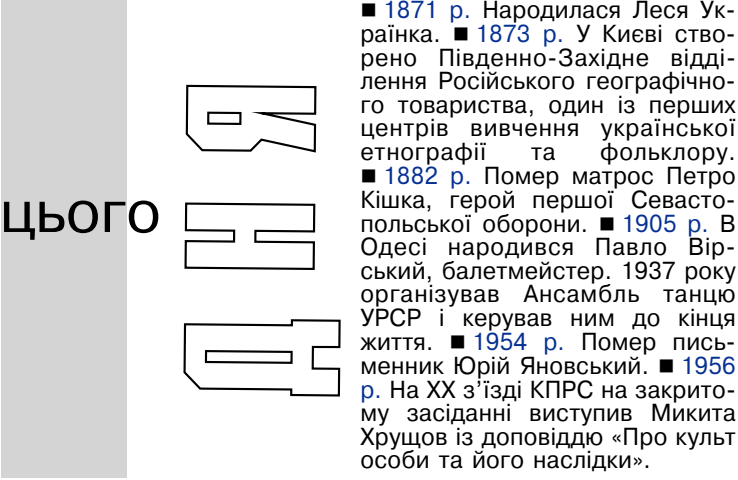 цього
ДНЯ
■ 1871 р. Народилася Леся Ук-
раїнка. ■ 1873 р. У Києві ство-
рено Південно-Західне відді-
лення Російського географічно-
го товариства, один із перших
центрів вивчення української
етнографії та фольклору.
■ 1882 р. Помер матрос Петро
Кішка, герой першої Севасто-
польської оборони. ■ 1905 р. В
Одесі народився Павло Вір-
ський, балетмейстер. 1937 року
організував Ансамбль танцю
УРСР і керував ним до кінця
життя. ■ 1954 р. Помер пись-
менник Юрій Яновський. ■ 1956
р. На ХХ з’їзді КПРС на закрито-
му засіданні виступив Микита
Хрущов із доповіддю «Про культ
особи та його наслідки».